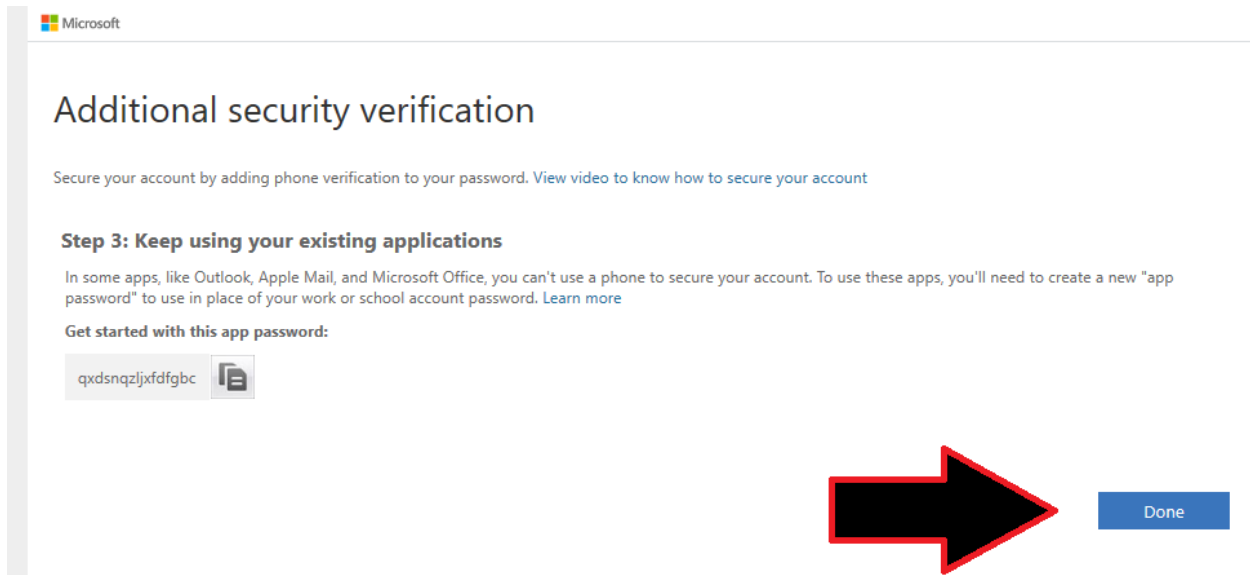 Microsoft
Additional security verification
Secure your account by adding phone verification to your password. View video to know how to secure your account
Step 3: Keep using your existing applications
In some apps, like Outlook, Apple Mail, and Microsoft Office, you can't use a phone to secure your account. To use these apps, you'll need to create a new "app
password" to use in place of your work or school account password. Learn more
Get started with this app password:
qxdsnqzljxfdfgbc
Done